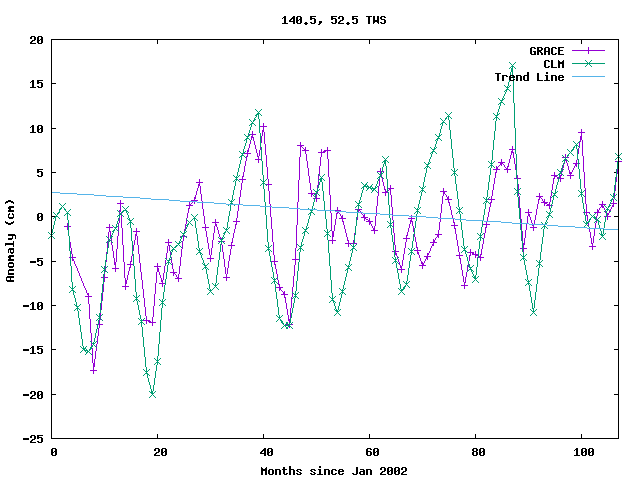 140.5, 52.5 TWS
GRACE
CLM
Trend Line
20
15
10
5
0
-5
-10
-15
-20
-25
Anomaly (cm)
0 20 40 60 80 100
Months since Jan 2002